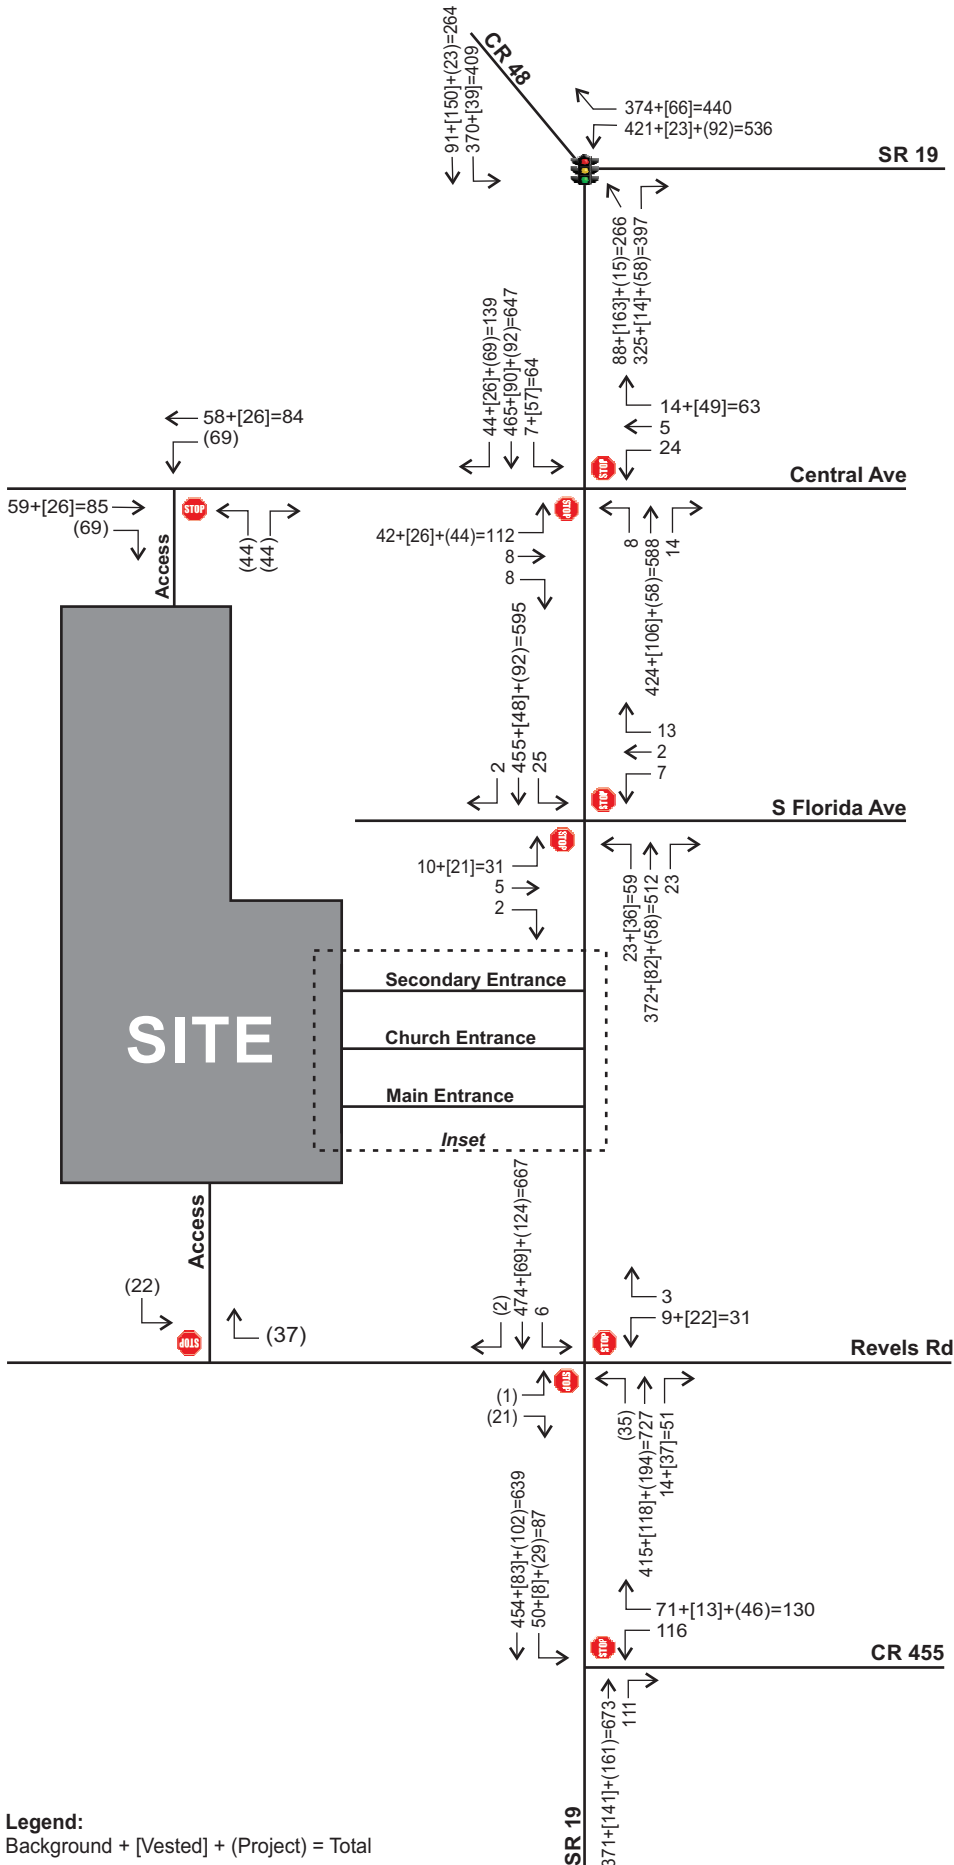 91+[150]+(23)=264
370+[39]=409
CR 48
374+[66]=440
421+[23]+(92)=536
SR 19
88+[163]+(15)=266
325+[14]+(58)=397
44+[26]+(69)=139
465+[90]+(92)=647
7+[57]=64
58+[26]=84
(69)
14+[49]=63
5
24
STOP
Central Ave
59+[26]=85
(69)
STOP
Access
(44)
(44)
42+[26]+(44)=112
8
8
STOP
8
424+[106]+(58)=588
14
2
455+[48]+(92)=595
25
13
2
7
STOP
S Florida Ave
10+[21]=31
5
2
STOP
23+[36]=59
372+[82]+(58)=512
23
Secondary Entrance
SITE
Church Entrance
Main Entrance
Inset
Access
(22)
STOP
(37)
(2)
474+[69]+(124)=667
6
3
9+[22]=31
STOP
Revels Rd
(1)
(21)
STOP
(35)
415+[118]+(194)=727
14+[37]=51
454+[83]+(102)=639
50+[8]+(29)=87
71+[13]+(46)=130
116
STOP
CR 455
371+[141]+(161)=673
111
SR 19
Legend:
Background + [Vested] + (Project) = Total